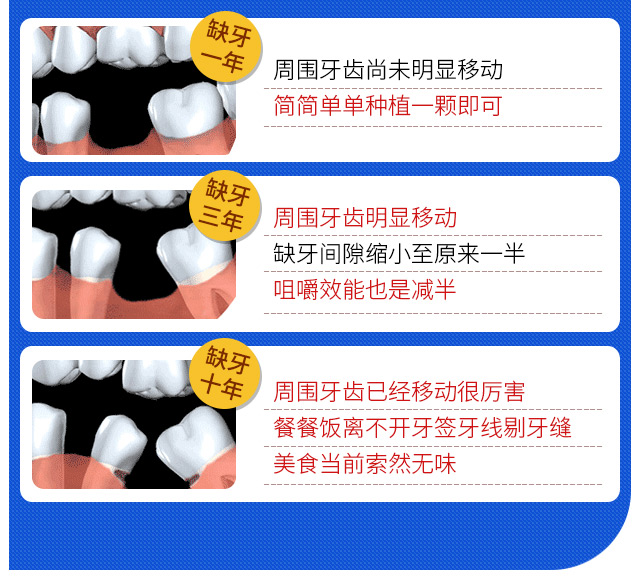 缺牙
一年
周围牙齿尚未明显移动
简简单单种植一颗即可
缺牙
三年
周围牙齿明显移动
缺牙间隙缩小至原来一半
咀嚼效能也是减半
缺牙
十年
周围牙齿已经移动很厉害
餐餐饭离不开牙签牙线剔牙缝
美食当前索然无味